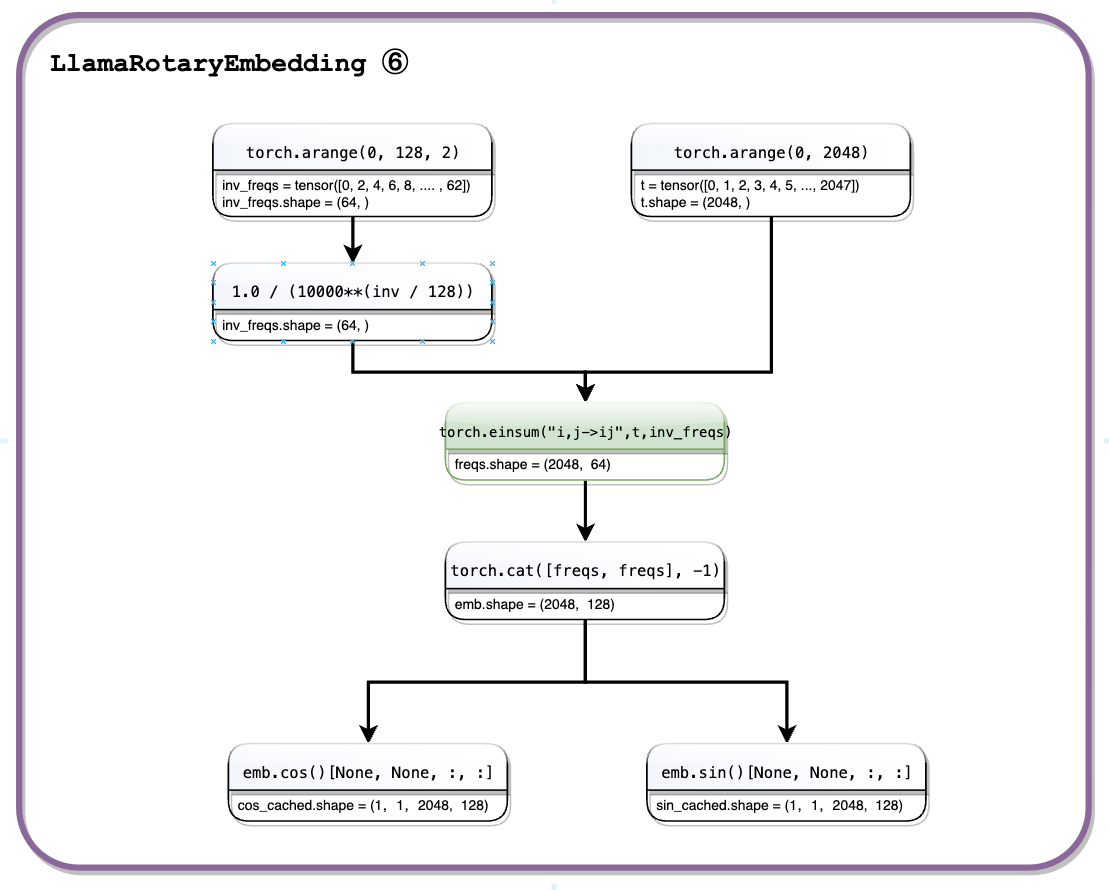 LlamaRotaryEmbedding ⑥
torch.arange(0, 128, 2)
inv_freqs = tensor([0, 2, 4, 6, 8, .... , 62])
inv_freqs.shape = (64, )
torch.arange(0, 2048)
t = tensor([0, 1, 2, 3, 4, 5, ..., 2047])
t.shape = (2048, )
1.0 / (10000**(inv / 128))
inv_freqs.shape = (64, )
torch.einsum("i,j->ij",t,inv_freqs)
freqs.shape = (2048, 64)
torch.cat([freqs, freqs], -1)
emb.shape = (2048, 128)
emb.cos()[None, None, :, :]
cos_cached.shape = (1, 1, 2048, 128)
emb.sin()[None, None, :, :]
sin_cached.shape = (1, 1, 2048, 128)